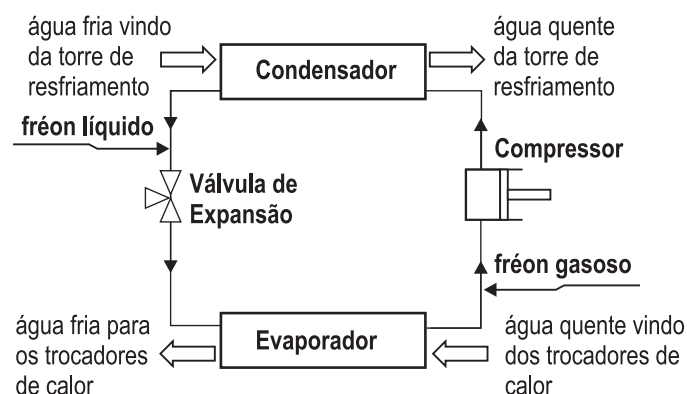 água fria vindo
da torre de
resfriamento
Condensador
água quente
da torre de
resfriamento
fréon líquido
Compressor
Válvula de
Expansão
fréon gasoso
água fria para
os trocadores
de calor
Evaporador
água quente vindo
dos trocadores de
calor